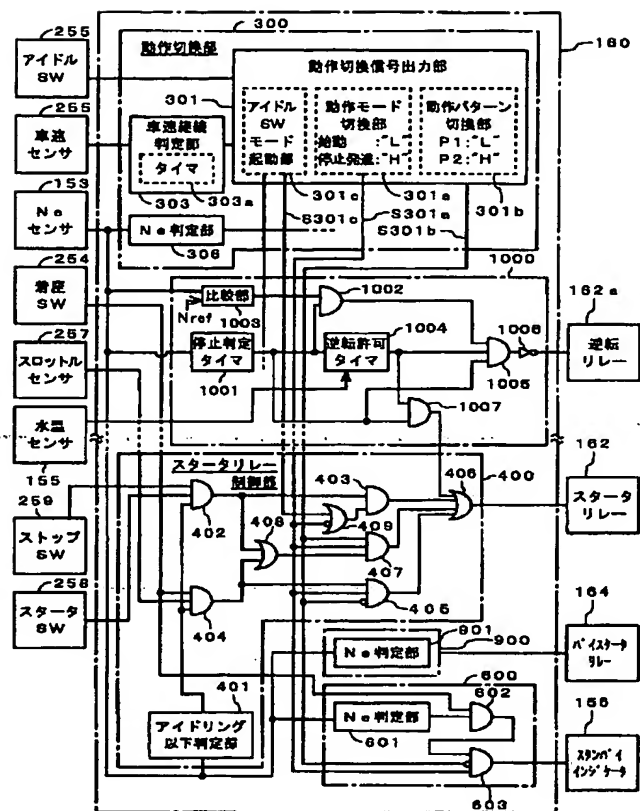 255
アイドル
SW
255
車速
センサ
153
Ne
センサ
254
着座
SW
257
スロットル
センサ
水温
センサ
155
259
ストップ
SW
258
スタータ
SW
300
160
動作切換部
動作切換信号出力部
301
アイドル
SW
モード
起動部
動作モード
切換部
始動 :"L"
停止発進:"H"
動作パターン
切換部
P1:"L"
P2:"H"
車速継続
判定部
タイマ
303
303a
301c
301a
301b
S301c
S301a
S301b
Ne判定部
306
1000
比較部
1003
Nref
1002
停止判定
タイマ
1001
1004
逆転許可
タイマ
1005
1006
1007
162a
逆転
リレー
スタータリレー
制御部
400
402
403
404
405
406
407
408
409
162
スタータ
リレー
401
アイドリング
以下判定部
Ne判定部
901
900
164
バイスタータ
リレー
600
Ne判定部
601
602
603
156
スタンバイ
インジケータ